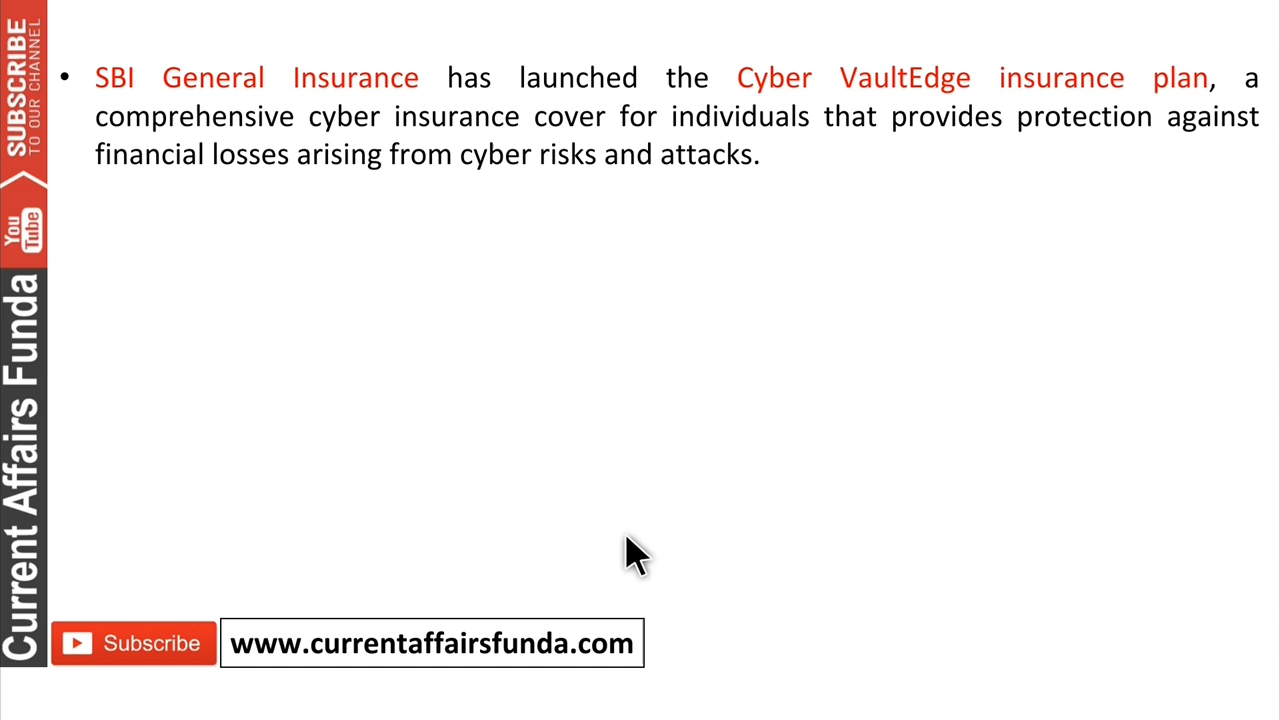 • SBI General Insurance has launched the Cyber VaultEdge insurance plan, a
comprehensive cyber insurance cover for individuals that provides protection against
financial losses arising from cyber risks and attacks.
SUBSCRIBE
TO OUR CHANNEL
You
Tube
Current Affairs Funda
Subscribe
www.currentaffairsfunda.com